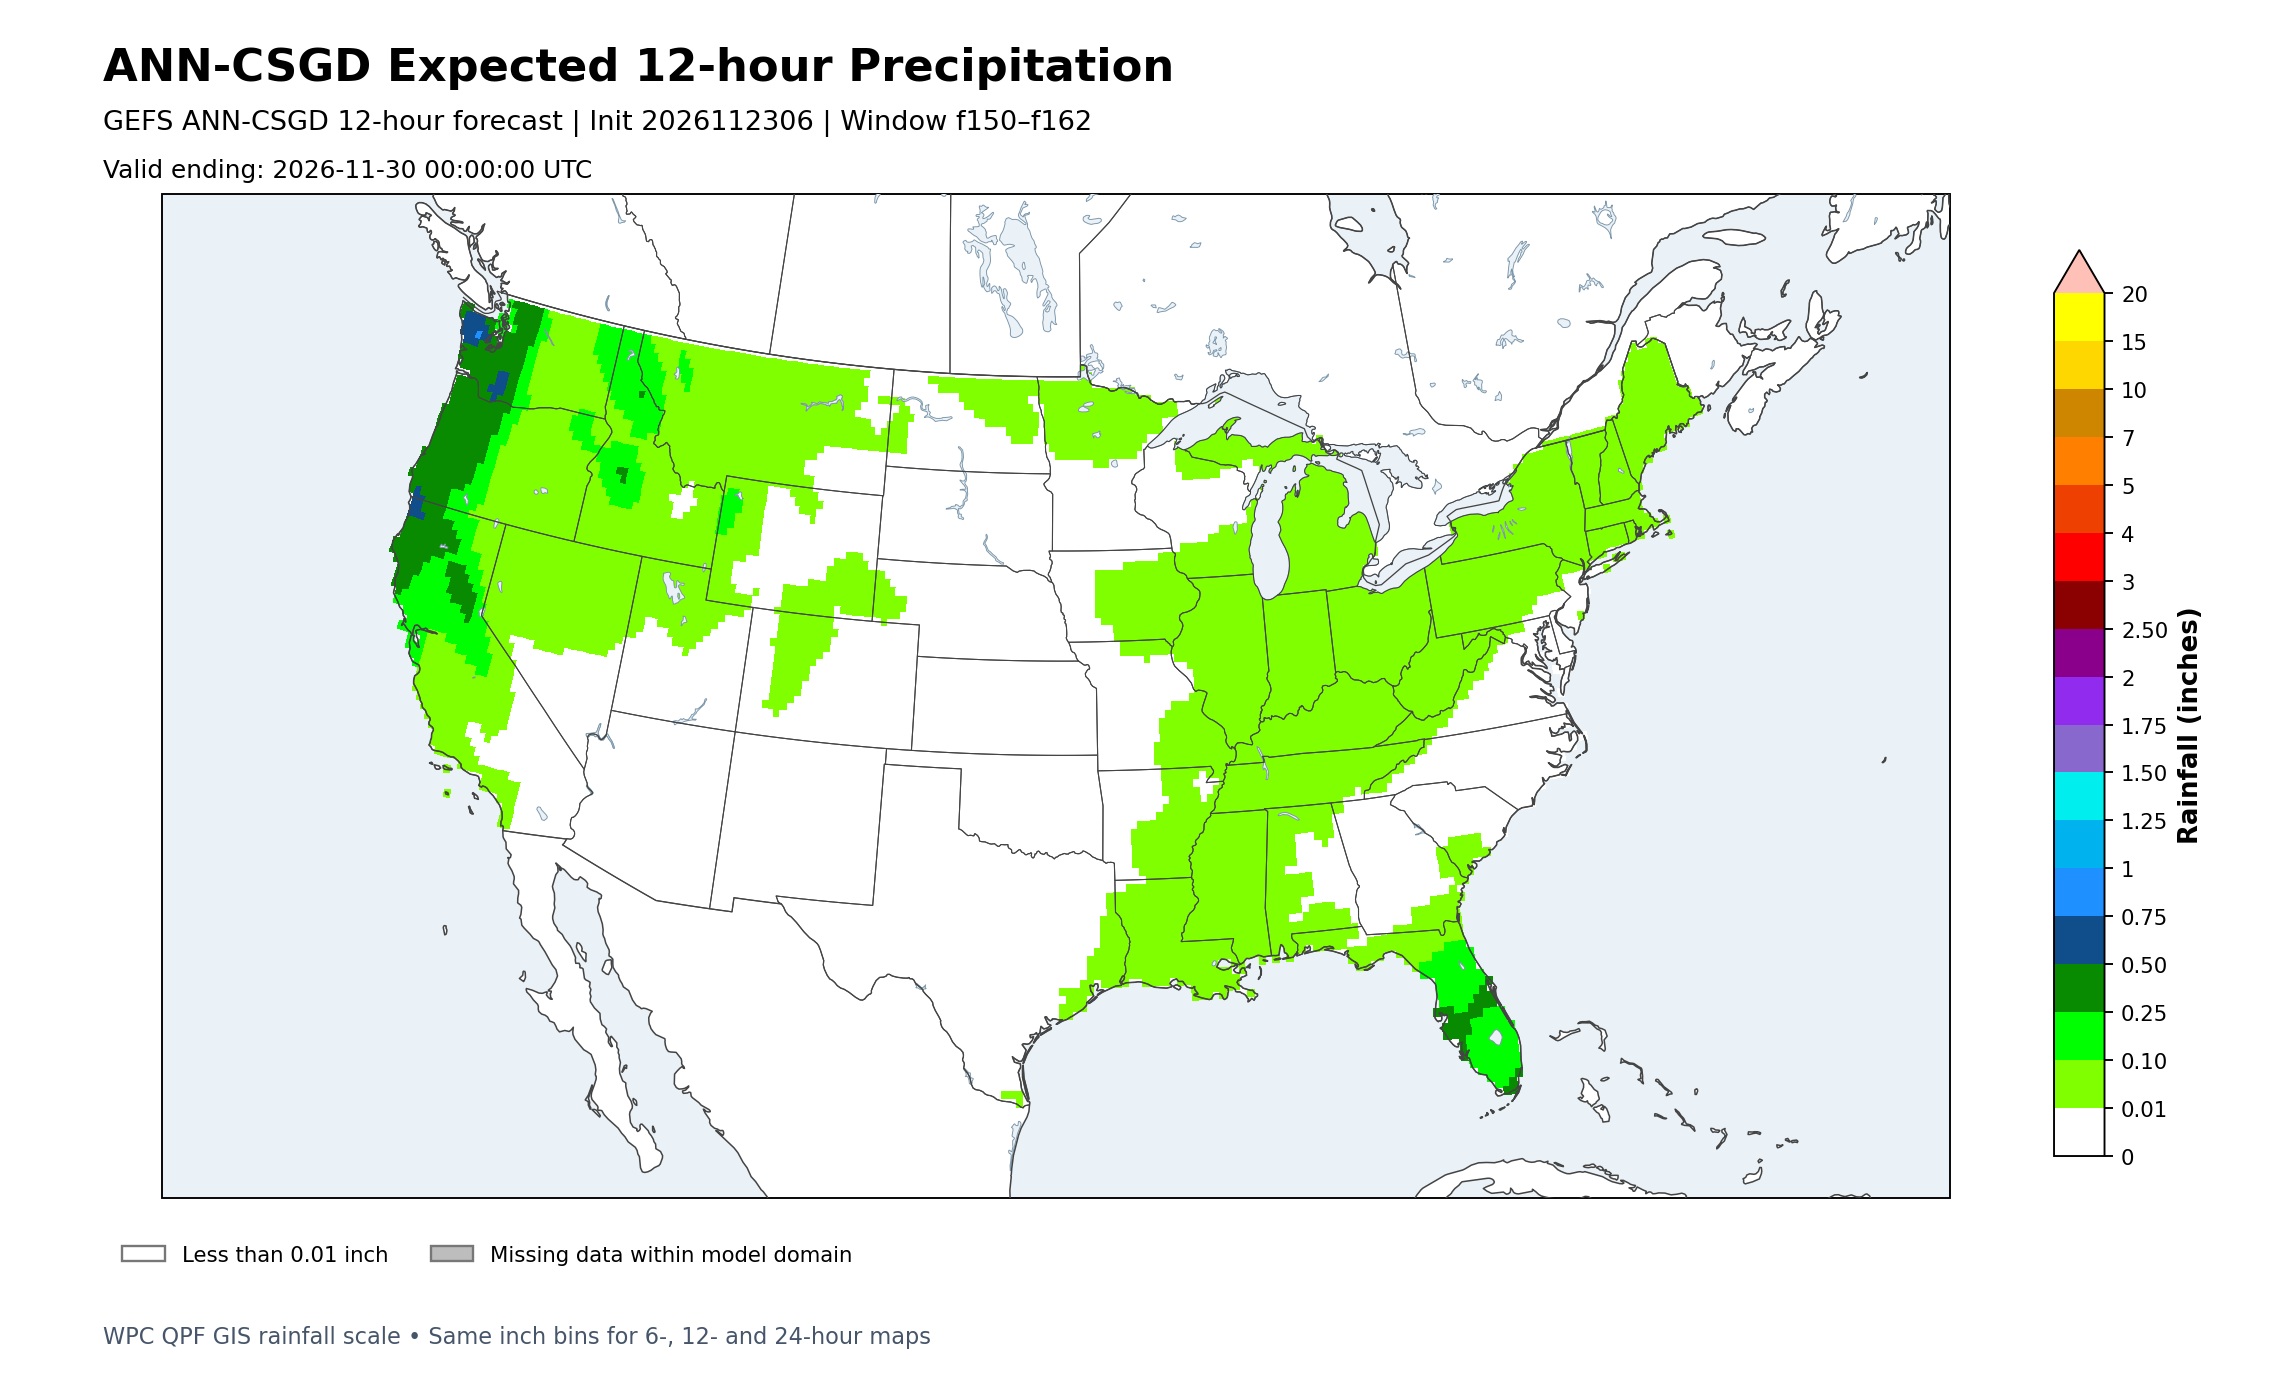 ANN-CSGD Expected 12-hour Precipitation
GEFS ANN-CSGD 12-hour forecast | Init 2026112306 | Window f150–f162
Valid ending: 2026-11-30 00:00:00 UTC
20
15
10
7
5
4
3
2.50
2
1.75
1.50
1.25
1
0.75
0.50
0.25
0.10
0.01
0
Rainfall (inches)
Less than 0.01 inch
Missing data within model domain
WPC QPF GIS rainfall scale • Same inch bins for 6-, 12- and 24-hour maps